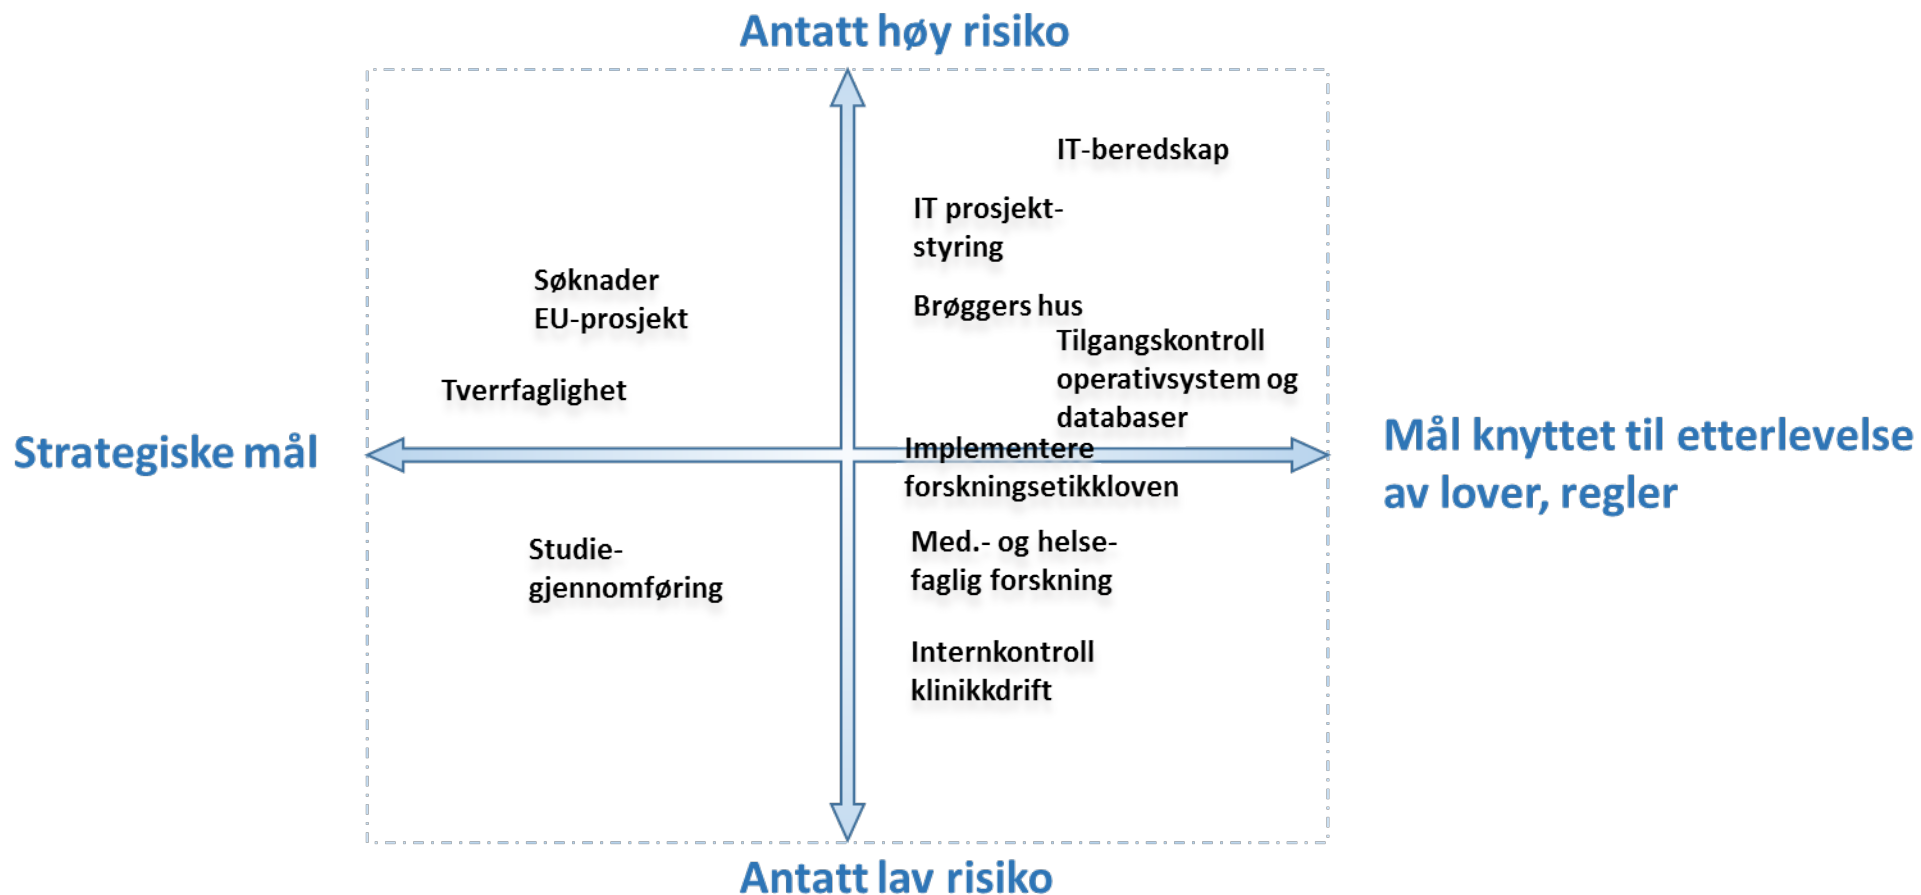 Antatt høy risiko
IT-beredskap
IT prosjekt-
styring
Søknader
EU-prosjekt
Brøggers hus
Tilgangskontroll
operativsystem og
databaser
Tverrfaglighet
Strategiske mål
Implementere
forskningsetikkloven
Mål knyttet til etterlevelse
av lover, regler
Studie-
gjennomføring
Med.- og helse-
faglig forskning
Internkontroll
klinikkdrift
Antatt lav risiko